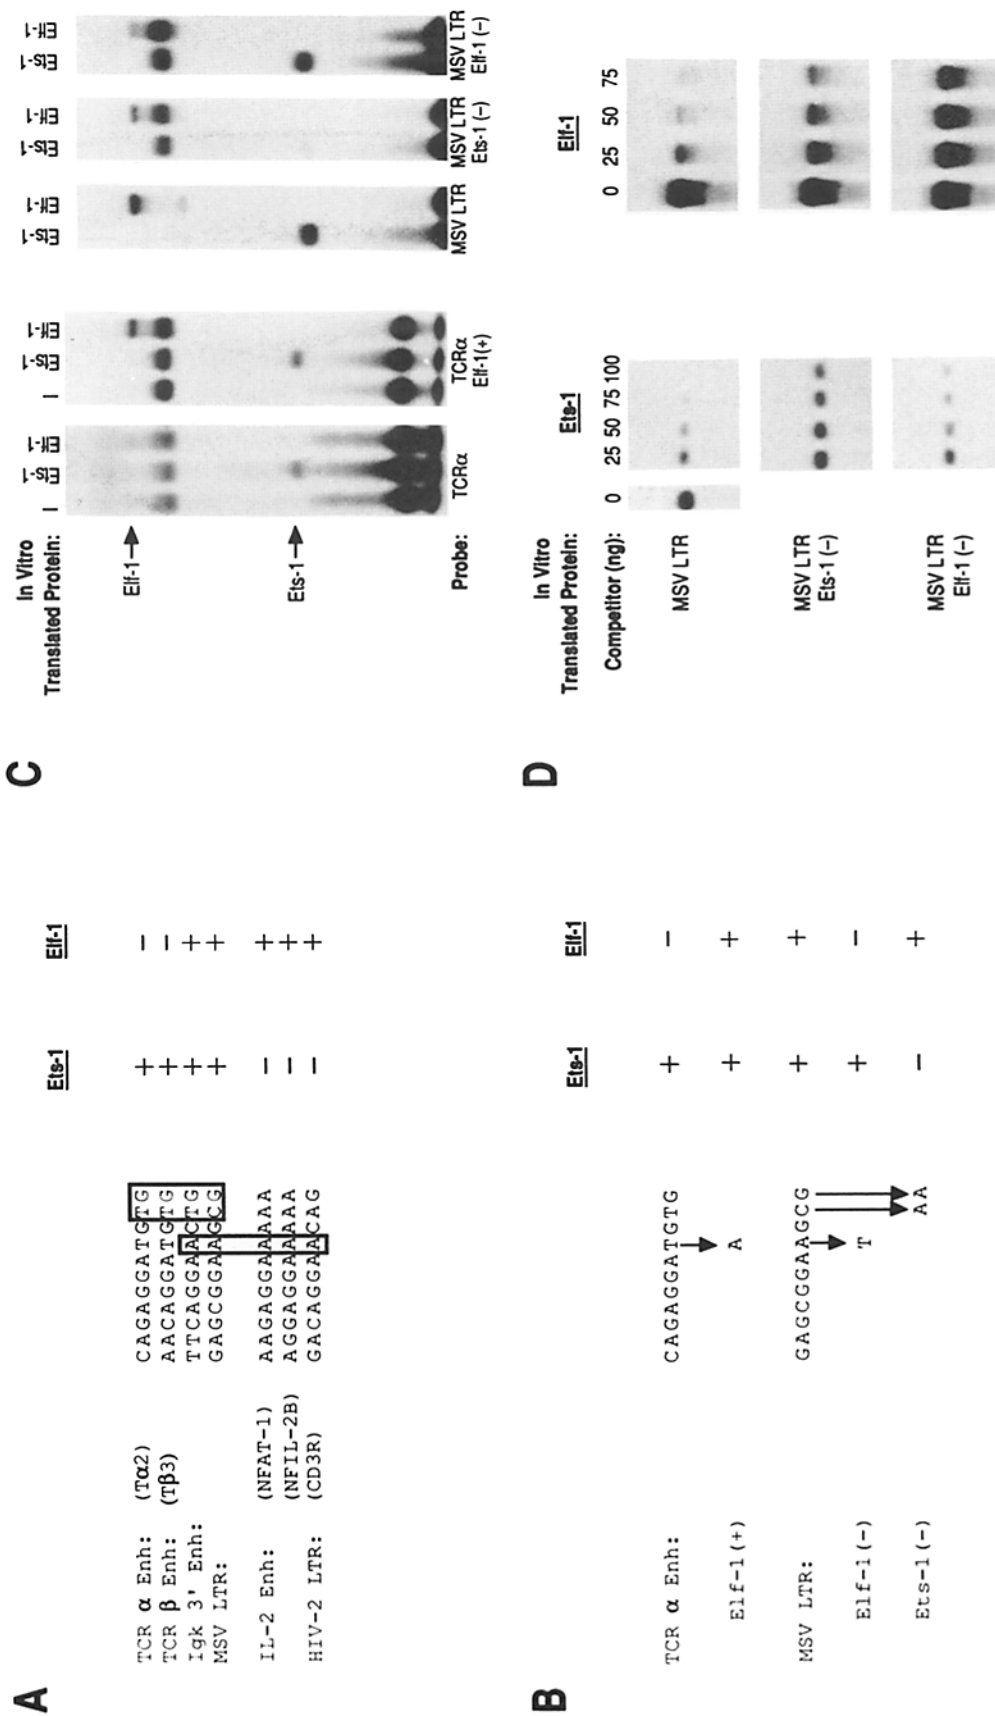 A
Ets-1 Elf-1
TCR α Enh: (Tα2) CAGAGGATGTG + −
TCR β Enh: (Tβ3) AACAGGATGTG + −
Igκ 3' Enh: TTCAGGAACTG + +
MSV LTR: GAGCGGAAGCG + +
IL-2 Enh: (NFAT-1) AAGAGGAAAAA − +
(NFIL-2B) AGGAGGAAAAA − +
HIV-2 LTR: (CD3R) GACAGGAACAG − +
B
Ets-1 Elf-1
TCR α Enh: CAGAGGATGTG + −
Elf-1(+) A + +
MSV LTR: GAGCGGAAGCG + +
Elf-1(−) T + −
Ets-1(−) AA − +
C
In Vitro
Translated Protein: − Ets-1 Elf-1 − Ets-1 Elf-1 Ets-1 Elf-1 Ets-1 Elf-1 Ets-1 Elf-1
Elf-1
Ets-1
Probe: TCRα TCRα MSV LTR MSV LTR MSV LTR
Elf-1(+) Ets-1 (−) Elf-1 (−)
D
In Vitro
Translated Protein: Ets-1 Elf-1
Competitor (ng): 0 25 50 75 100 0 25 50 75
MSV LTR
MSV LTR
Ets-1 (−)
MSV LTR
Elf-1 (−)